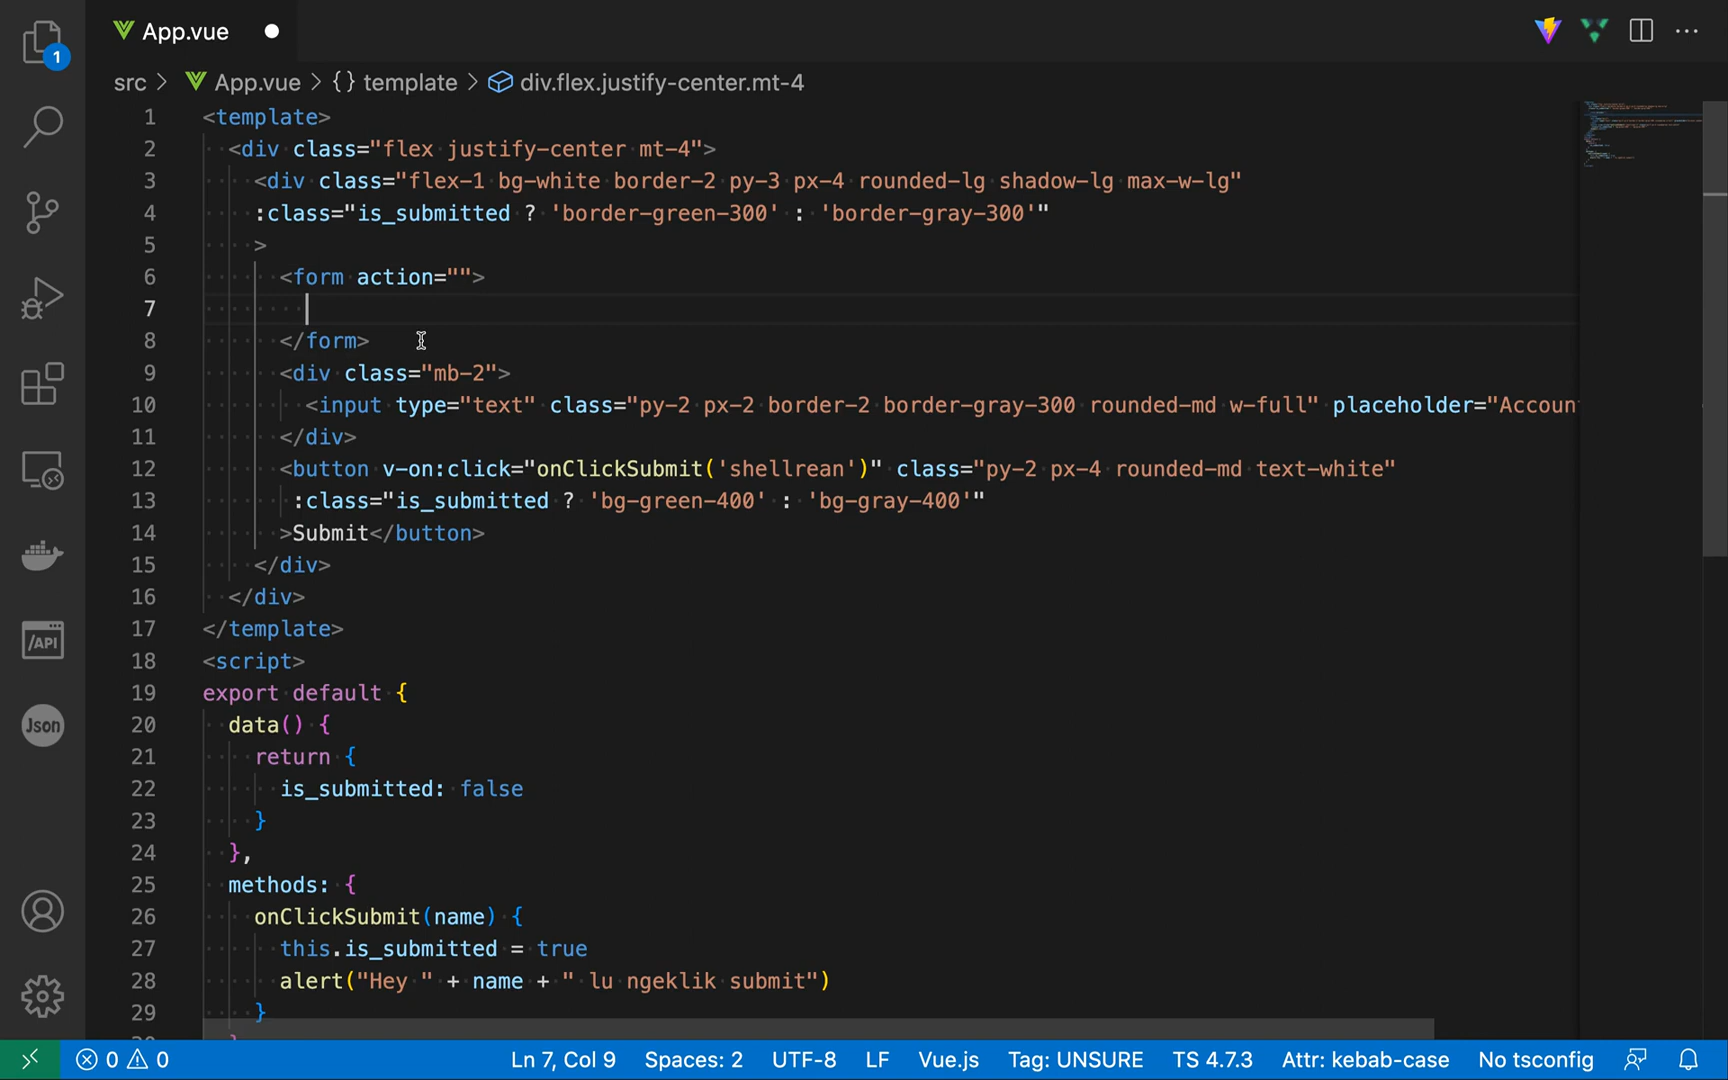 App.vue
1
src > App.vue > {} template > div.flex.justify-center.mt-4
1 <template>
2 <div class="flex justify-center mt-4">
3 <div class="flex-1 bg-white border-2 py-3 px-4 rounded-lg shadow-lg max-w-lg"
4 :class="is_submitted ? 'border-green-300' : 'border-gray-300'"
5 >
6 <form action="">
7
8 </form>
9 <div class="mb-2">
10 <input type="text" class="py-2 px-2 border-2 border-gray-300 rounded-md w-full" placeholder="Accoun
11 </div>
12 <button v-on:click="onClickSubmit('shellrean')" class="py-2 px-4 rounded-md text-white"
13 :class="is_submitted ? 'bg-green-400' : 'bg-gray-400'"
14 >Submit</button>
15 </div>
16 </div>
17 </template>
18 <script>
19 export default {
20 data() {
21 return {
22 is_submitted: false
23 }
24 },
25 methods: {
26 onClickSubmit(name) {
27 this.is_submitted = true
28 alert("Hey " + name + " lu ngeklik submit")
29 }
/API
Json
0 0 Ln 7, Col 9 Spaces: 2 UTF-8 LF Vue.js Tag: UNSURE TS 4.7.3 Attr: kebab-case No tsconfig